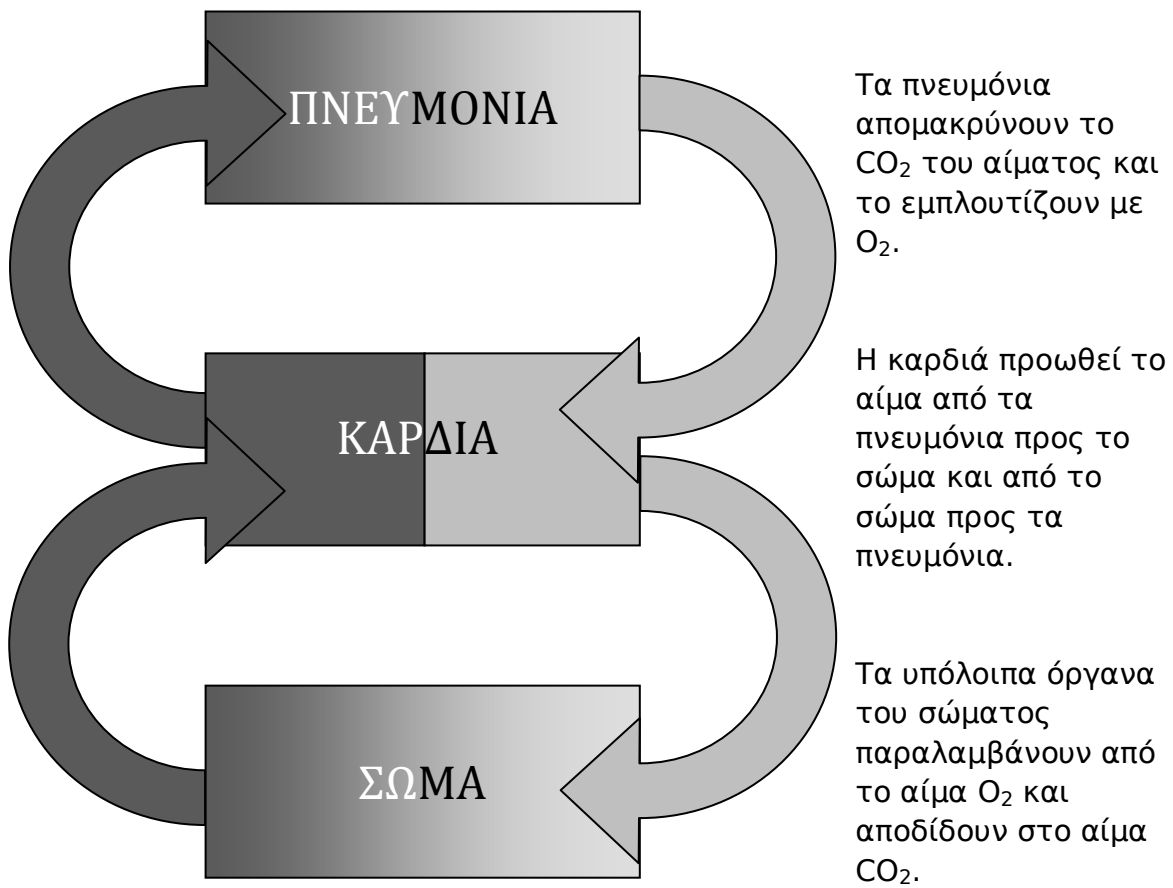 ΠΝΕΥΜΟΝΙΑ
Τα πνευμόνια
απομακρύνουν το
CO₂ του αίματος και
το εμπλουτίζουν με
O₂.
ΚΑΡΔΙΑ
Η καρδιά προωθεί το
αίμα από τα
πνευμόνια προς το
σώμα και από το
σώμα προς τα
πνευμόνια.
ΣΩΜΑ
Τα υπόλοιπα όργανα
του σώματος
παραλαμβάνουν από
το αίμα O₂ και
αποδίδουν στο αίμα
CO₂.